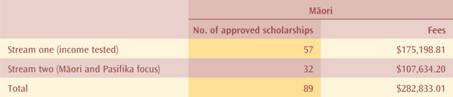 Māori
No. of approved scholarships Fees
Stream one (income tested) 57 $175,198.81
Stream two (Māori and Pasifika focus) 32 $107,634.20
Total 89 $282,833.01